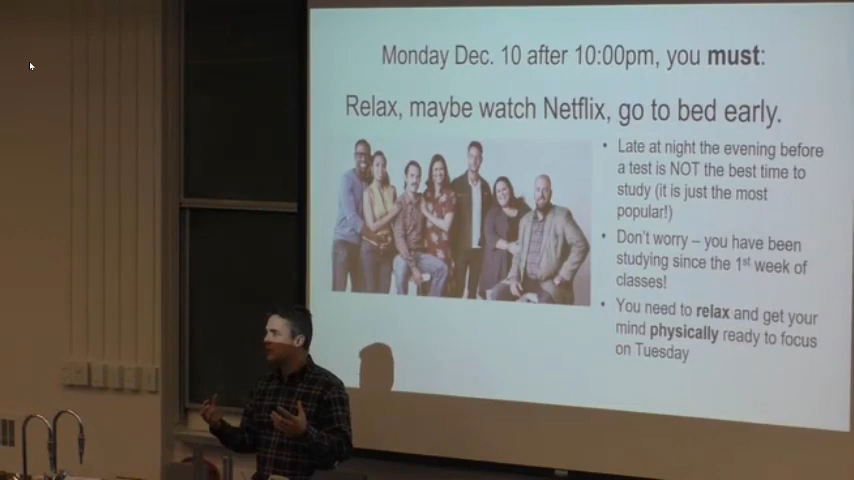 Monday Dec. 10 after 10:00pm, you must:
Relax, maybe watch Netflix, go to bed early.
• Late at night the evening before
a test is NOT the best time to
study (it is just the most
popular!)
• Don't worry – you have been
studying since the 1st week of
classes!
• You need to relax and get your
mind physically ready to focus
on Tuesday